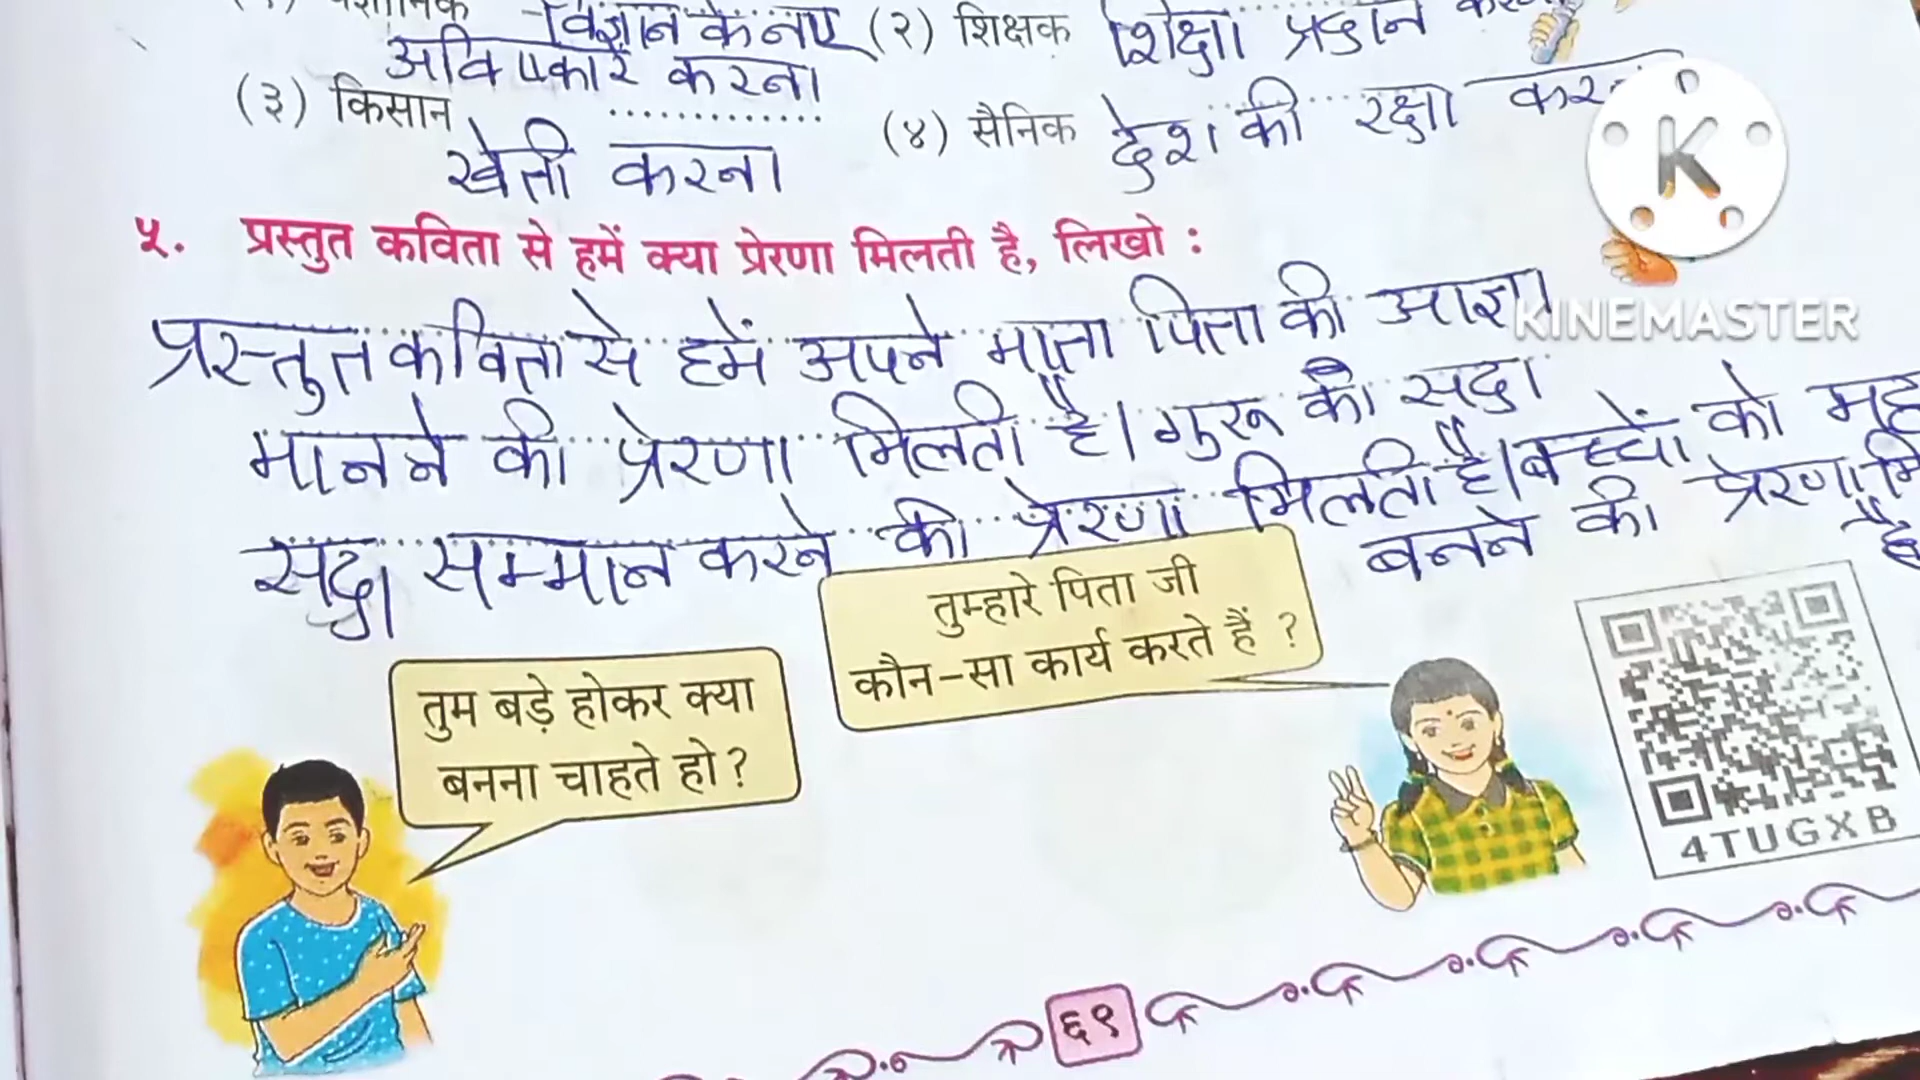 विज्ञान के नए (२) शिक्षक शिक्षा प्रदान
अविष्कार करना
(३) किसान ............. (४) सैनिक देश की रक्षा
खेती करना
५. प्रस्तुत कविता से हमें क्या प्रेरणा मिलती है, लिखो :
प्रस्तुत कविता से हमें अपने माता पिता की आज्ञा
मानने की प्रेरणा मिलती है। गुरू की सदा
सदा सम्मान करने की प्रेरणा मिलती है। बच्चों को
बनने की प्रेरणा
है
K
KINEMASTER
तुम्हारे पिता जी
कौन-सा कार्य करते हैं ?
तुम बड़े होकर क्या
बनना चाहते हो ?
4TUGXB
६९